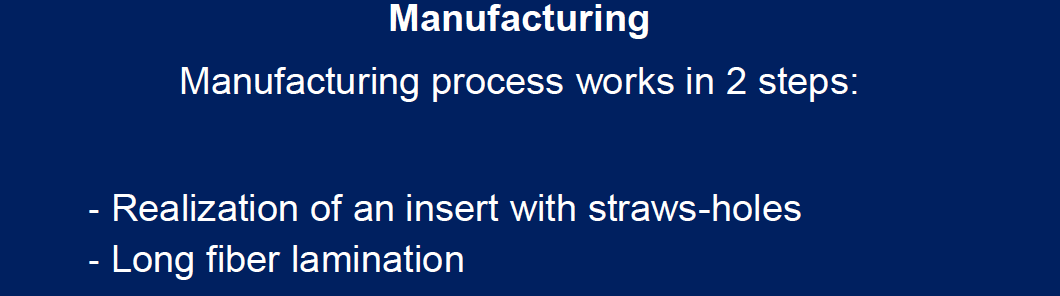 Manufacturing
Manufacturing process works in 2 steps:
- Realization of an insert with straws-holes
- Long fiber lamination